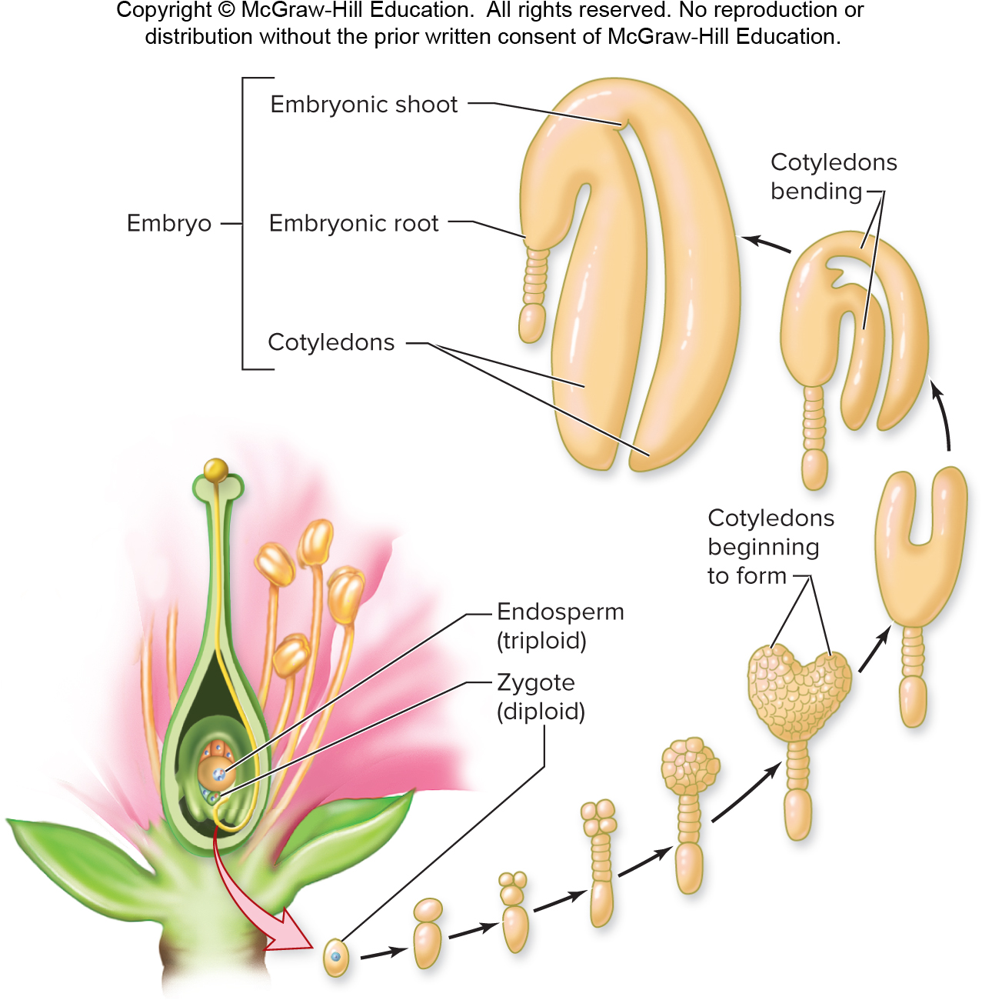 Copyright © McGraw-Hill Education.  All rights reserved. No reproduction or
distribution without the prior written consent of McGraw-Hill Education.
Embryonic shoot
Cotyledons
bending
Embryo
Embryonic root
Cotyledons
Cotyledons
beginning
to form
Endosperm
(triploid)
Zygote
(diploid)